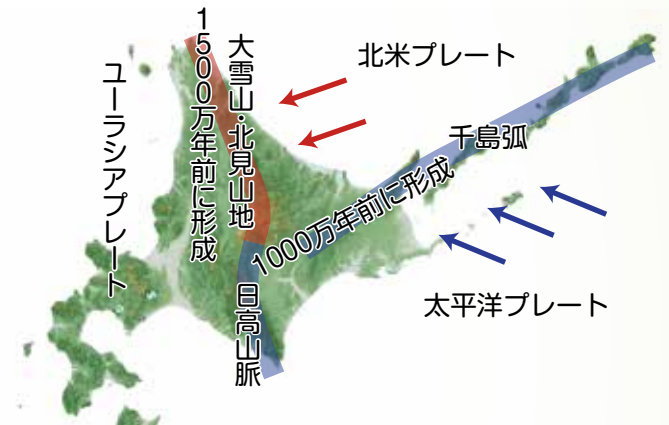 1500万年前に形成
大雪山・北見山地
ユーラシアプレート
北米プレート
千島弧
1000万年前に形成
太平洋プレート
日高山脈